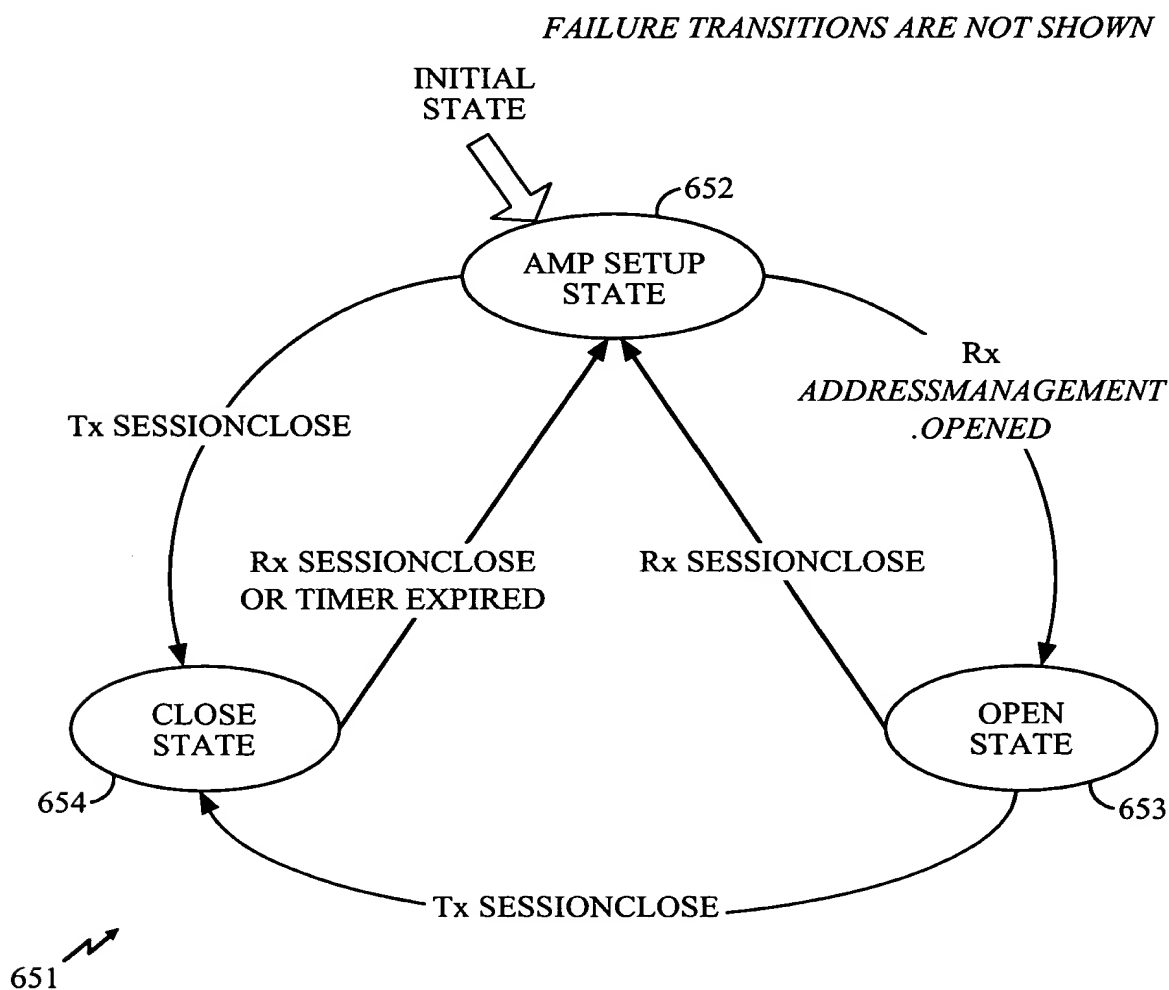 FAILURE TRANSITIONS ARE NOT SHOWN
INITIAL
STATE
652
AMP SETUP
STATE
Rx
ADDRESSMANAGEMENT
.OPENED
Tx SESSIONCLOSE
Rx SESSIONCLOSE
OR TIMER EXPIRED
Rx SESSIONCLOSE
CLOSE
STATE
OPEN
STATE
654
653
Tx SESSIONCLOSE
651